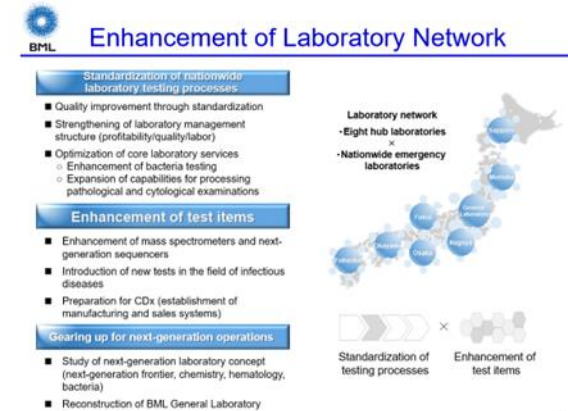 BML
Enhancement of Laboratory Network
Standardization of nationwide
laboratory testing processes
■ Quality improvement through standardization
■ Strengthening of laboratory management
structure (profitability/quality/labor)
■ Optimization of core laboratory services
○ Enhancement of bacteria testing
○ Expansion of capabilities for processing
pathological and cytological examinations
Enhancement of test items
■ Enhancement of mass spectrometers and next-
generation sequencers
■ Introduction of new tests in the field of infectious
diseases
■ Preparation for CDx (establishment of
manufacturing and sales systems)
Gearing up for next-generation operations
■ Study of next-generation laboratory concept
(next-generation frontier, chemistry, hematology,
bacteria)
■ Reconstruction of BML General Laboratory
Laboratory network
・Eight hub laboratories
×
・Nationwide emergency
laboratories
Sapporo
Morioka
General
Laboratory
Nagoya
Osaka
Okayama
Fukuoka
×
Standardization of
testing processes
Enhancement of
test items